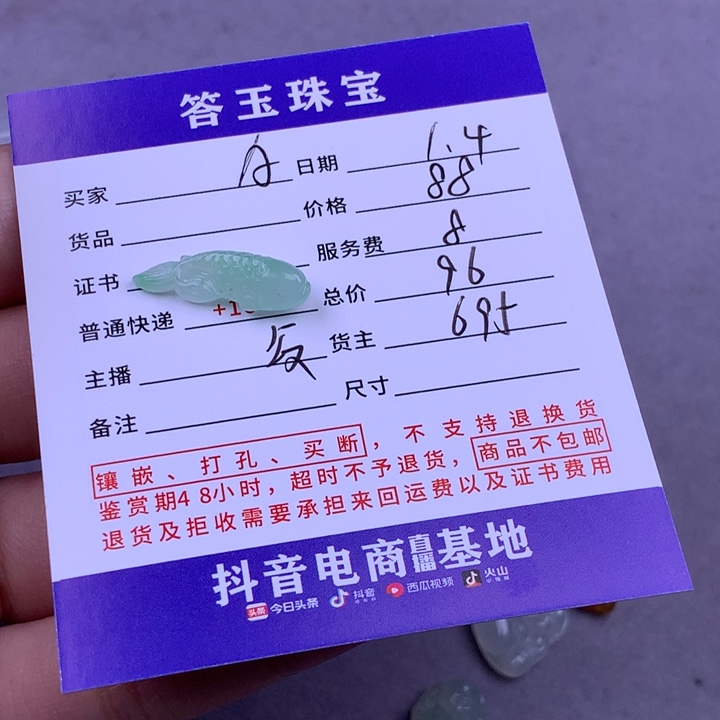 答玉珠宝
买家 日期 1.4
货品 价格 88
证书 服务费 8
普通快递 +1 总价 96
主播 货主 695
备注 尺寸
镶嵌、打孔、买断，不支持退换货
鉴赏期48小时，超时不予退货，商品不包邮
退货及拒收需要承担来回运费以及证书费用
抖音电商直播基地
头条 今日头条 抖音 西瓜视频 火山